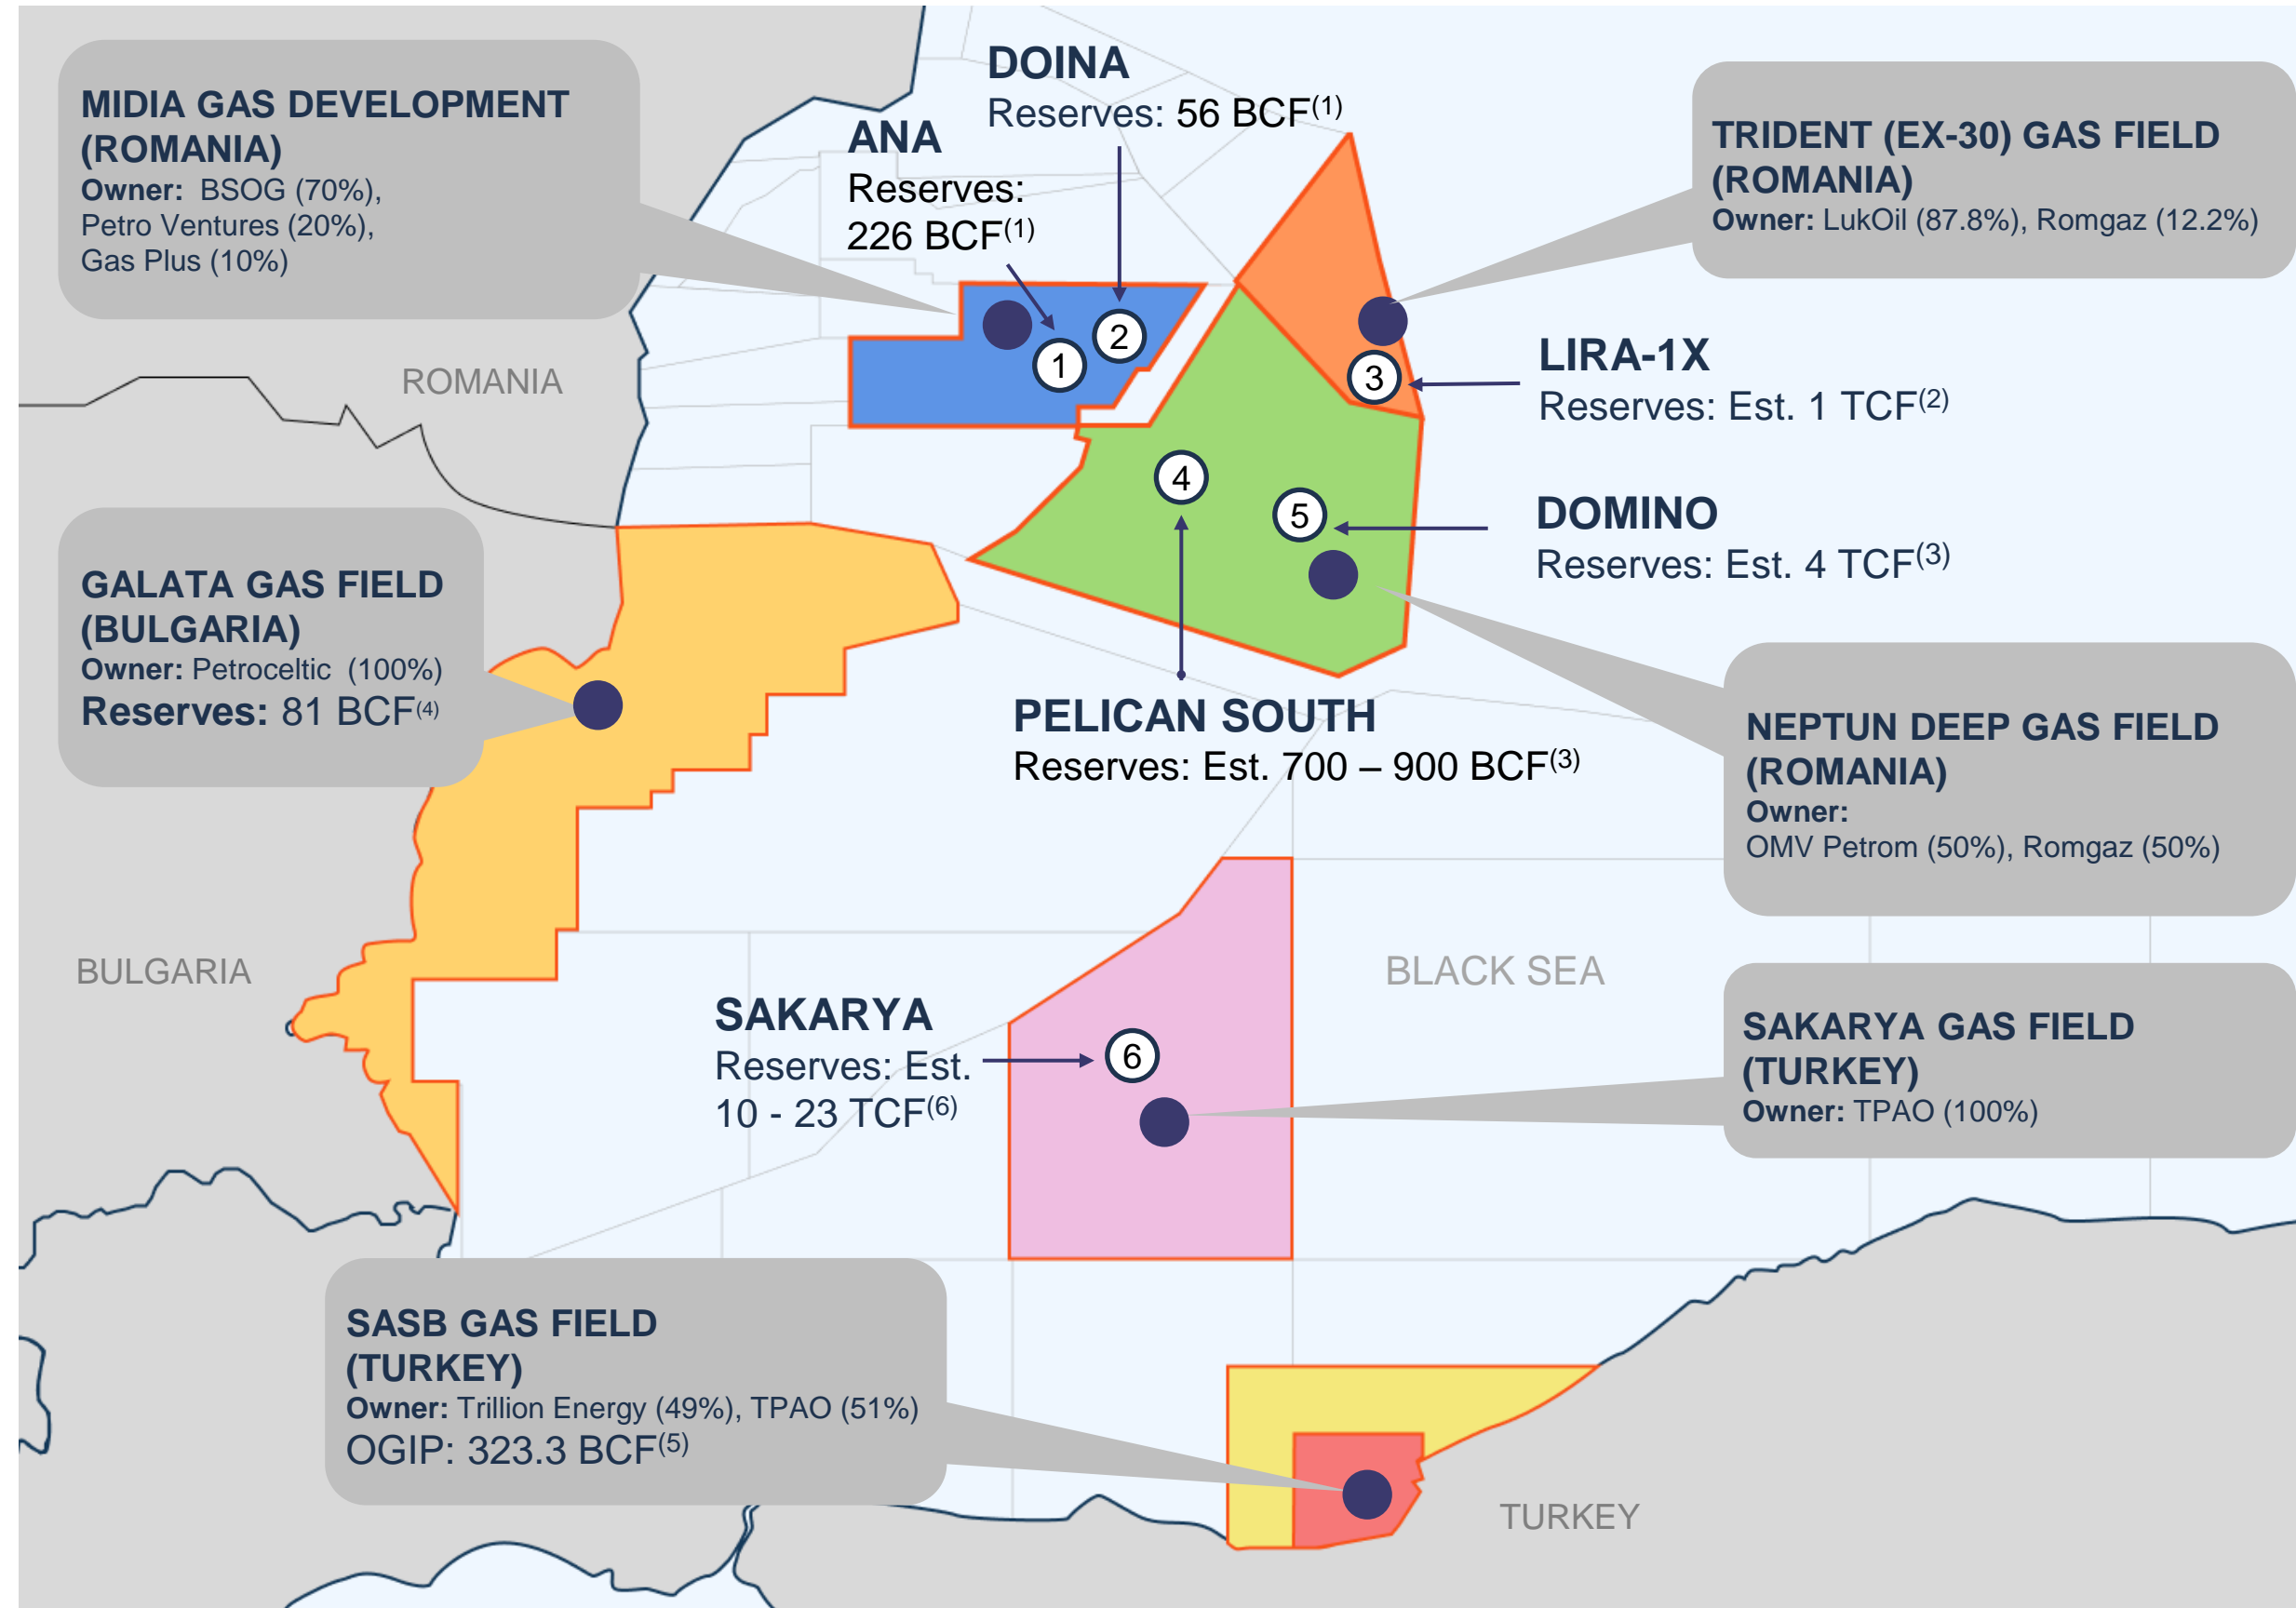 MIDIA GAS DEVELOPMENT
(ROMANIA)
Owner: BSOG (70%),
Petro Ventures (20%),
Gas Plus (10%)
DOINA
Reserves: 56 BCF(1)
ANA
Reserves:
226 BCF(1)
TRIDENT (EX-30) GAS FIELD
(ROMANIA)
Owner: LukOil (87.8%), Romgaz (12.2%)
1
2
3
LIRA-1X
Reserves: Est. 1 TCF(2)
ROMANIA
4
5
DOMINO
Reserves: Est. 4 TCF(3)
GALATA GAS FIELD
(BULGARIA)
Owner: Petroceltic (100%)
Reserves: 81 BCF(4)
PELICAN SOUTH
Reserves: Est. 700 – 900 BCF(3)
NEPTUN DEEP GAS FIELD
(ROMANIA)
Owner:
OMV Petrom (50%), Romgaz (50%)
BULGARIA
BLACK SEA
SAKARYA
Reserves: Est.
10 - 23 TCF(6)
6
SAKARYA GAS FIELD
(TURKEY)
Owner: TPAO (100%)
SASB GAS FIELD
(TURKEY)
Owner: Trillion Energy (49%), TPAO (51%)
OGIP: 323.3 BCF(5)
TURKEY